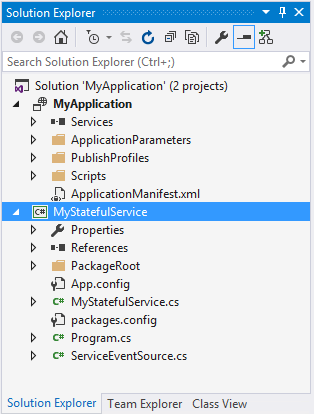 Solution Explorer
Search Solution Explorer (Ctrl+;)
Solution 'MyApplication' (2 projects)
MyApplication
Services
ApplicationParameters
PublishProfiles
Scripts
ApplicationManifest.xml
C# MyStatefulService
Properties
References
PackageRoot
App.config
C# MyStatefulService.cs
packages.config
C# Program.cs
C# ServiceEventSource.cs
Solution Explorer Team Explorer Class View